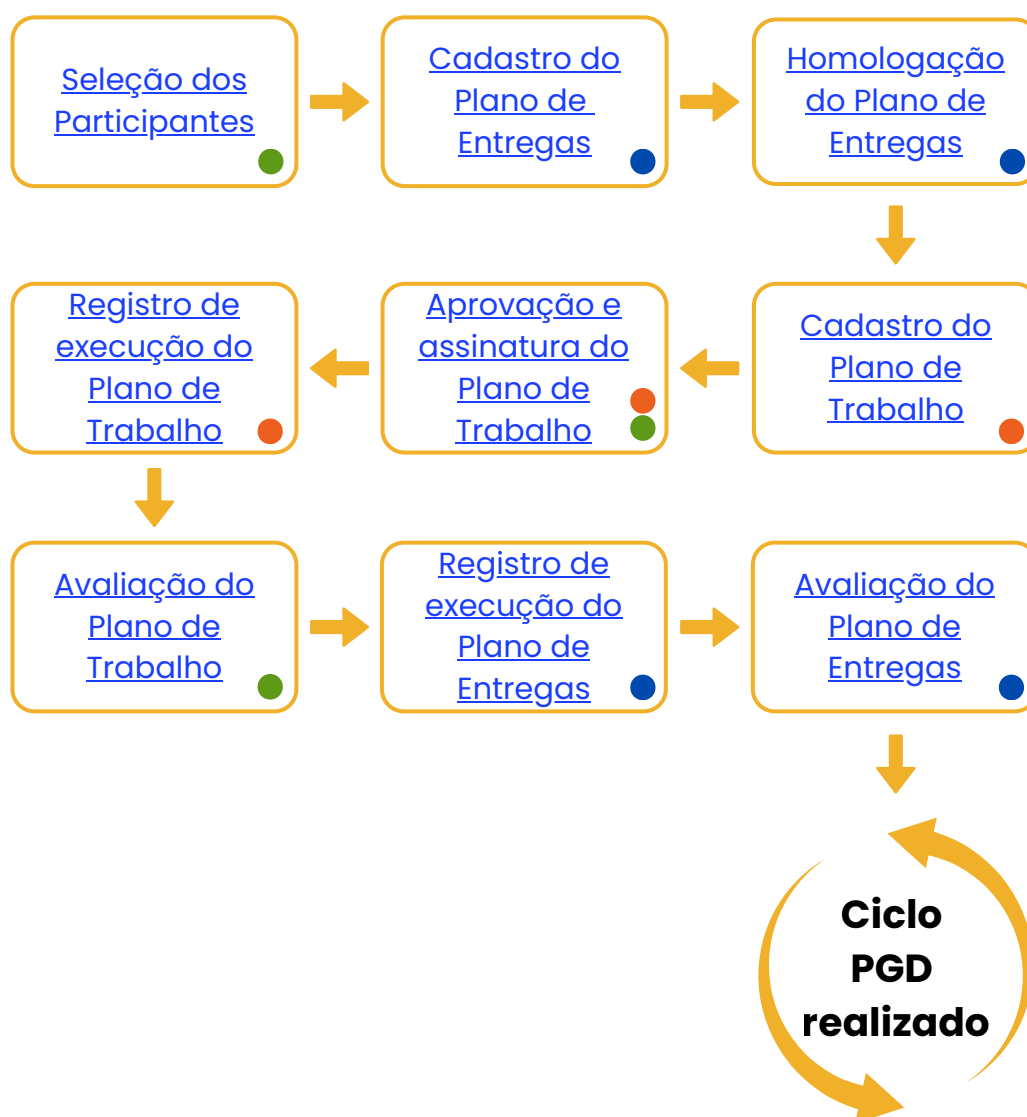 Seleção dos
Participantes
Cadastro do
Plano de
Entregas
Homologação
do Plano de
Entregas
Cadastro do
Plano de
Trabalho
Aprovação e
assinatura do
Plano de
Trabalho
Registro de
execução do
Plano de
Trabalho
Avaliação do
Plano de
Trabalho
Registro de
execução do
Plano de
Entregas
Avaliação do
Plano de
Entregas
Ciclo
PGD
realizado